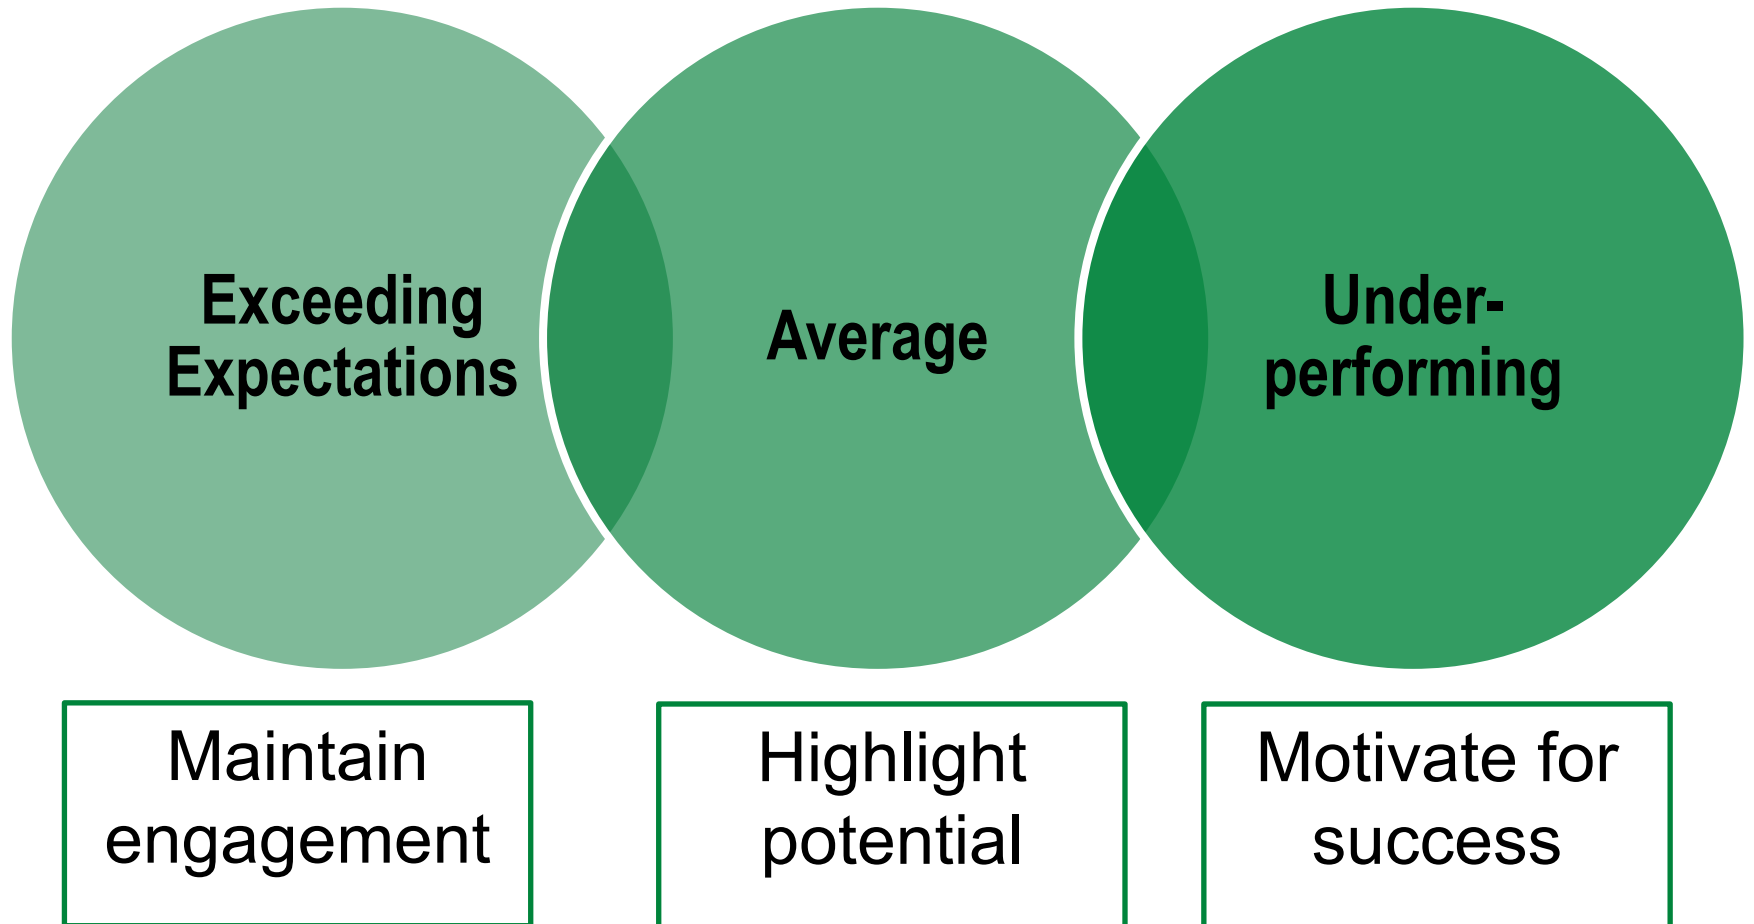 Exceeding
Expectations
Average
Under-
performing
Maintain
engagement
Highlight
potential
Motivate for
success